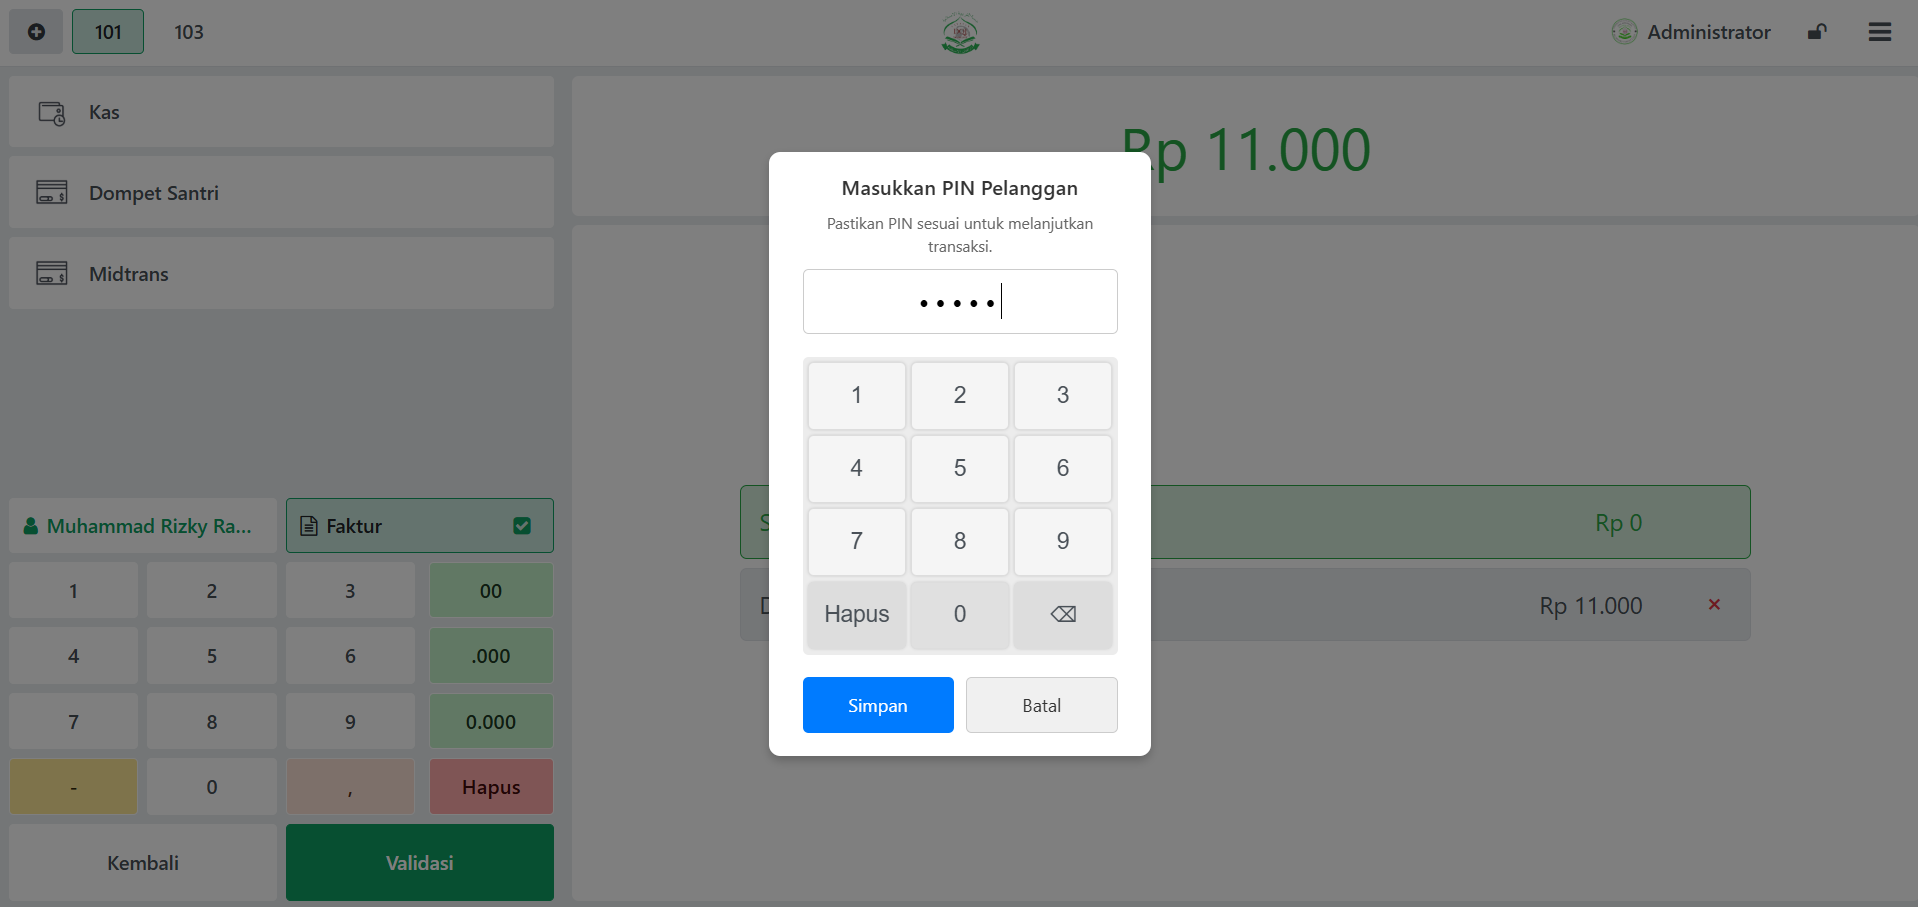 101
103
Administrator
Kas
Dompet Santri
Midtrans
Rp 11.000
Masukkan PIN Pelanggan
Pastikan PIN sesuai untuk melanjutkan
transaksi.
•••••
1 2 3
4 5 6
7 8 9
Hapus 0 ⌫
Simpan
Batal
S
Rp 0
D
Rp 11.000 ×
Muhammad Rizky Ra...
Faktur
1 2 3 00
4 5 6 .000
7 8 9 0.000
- 0 , Hapus
Kembali
Validasi